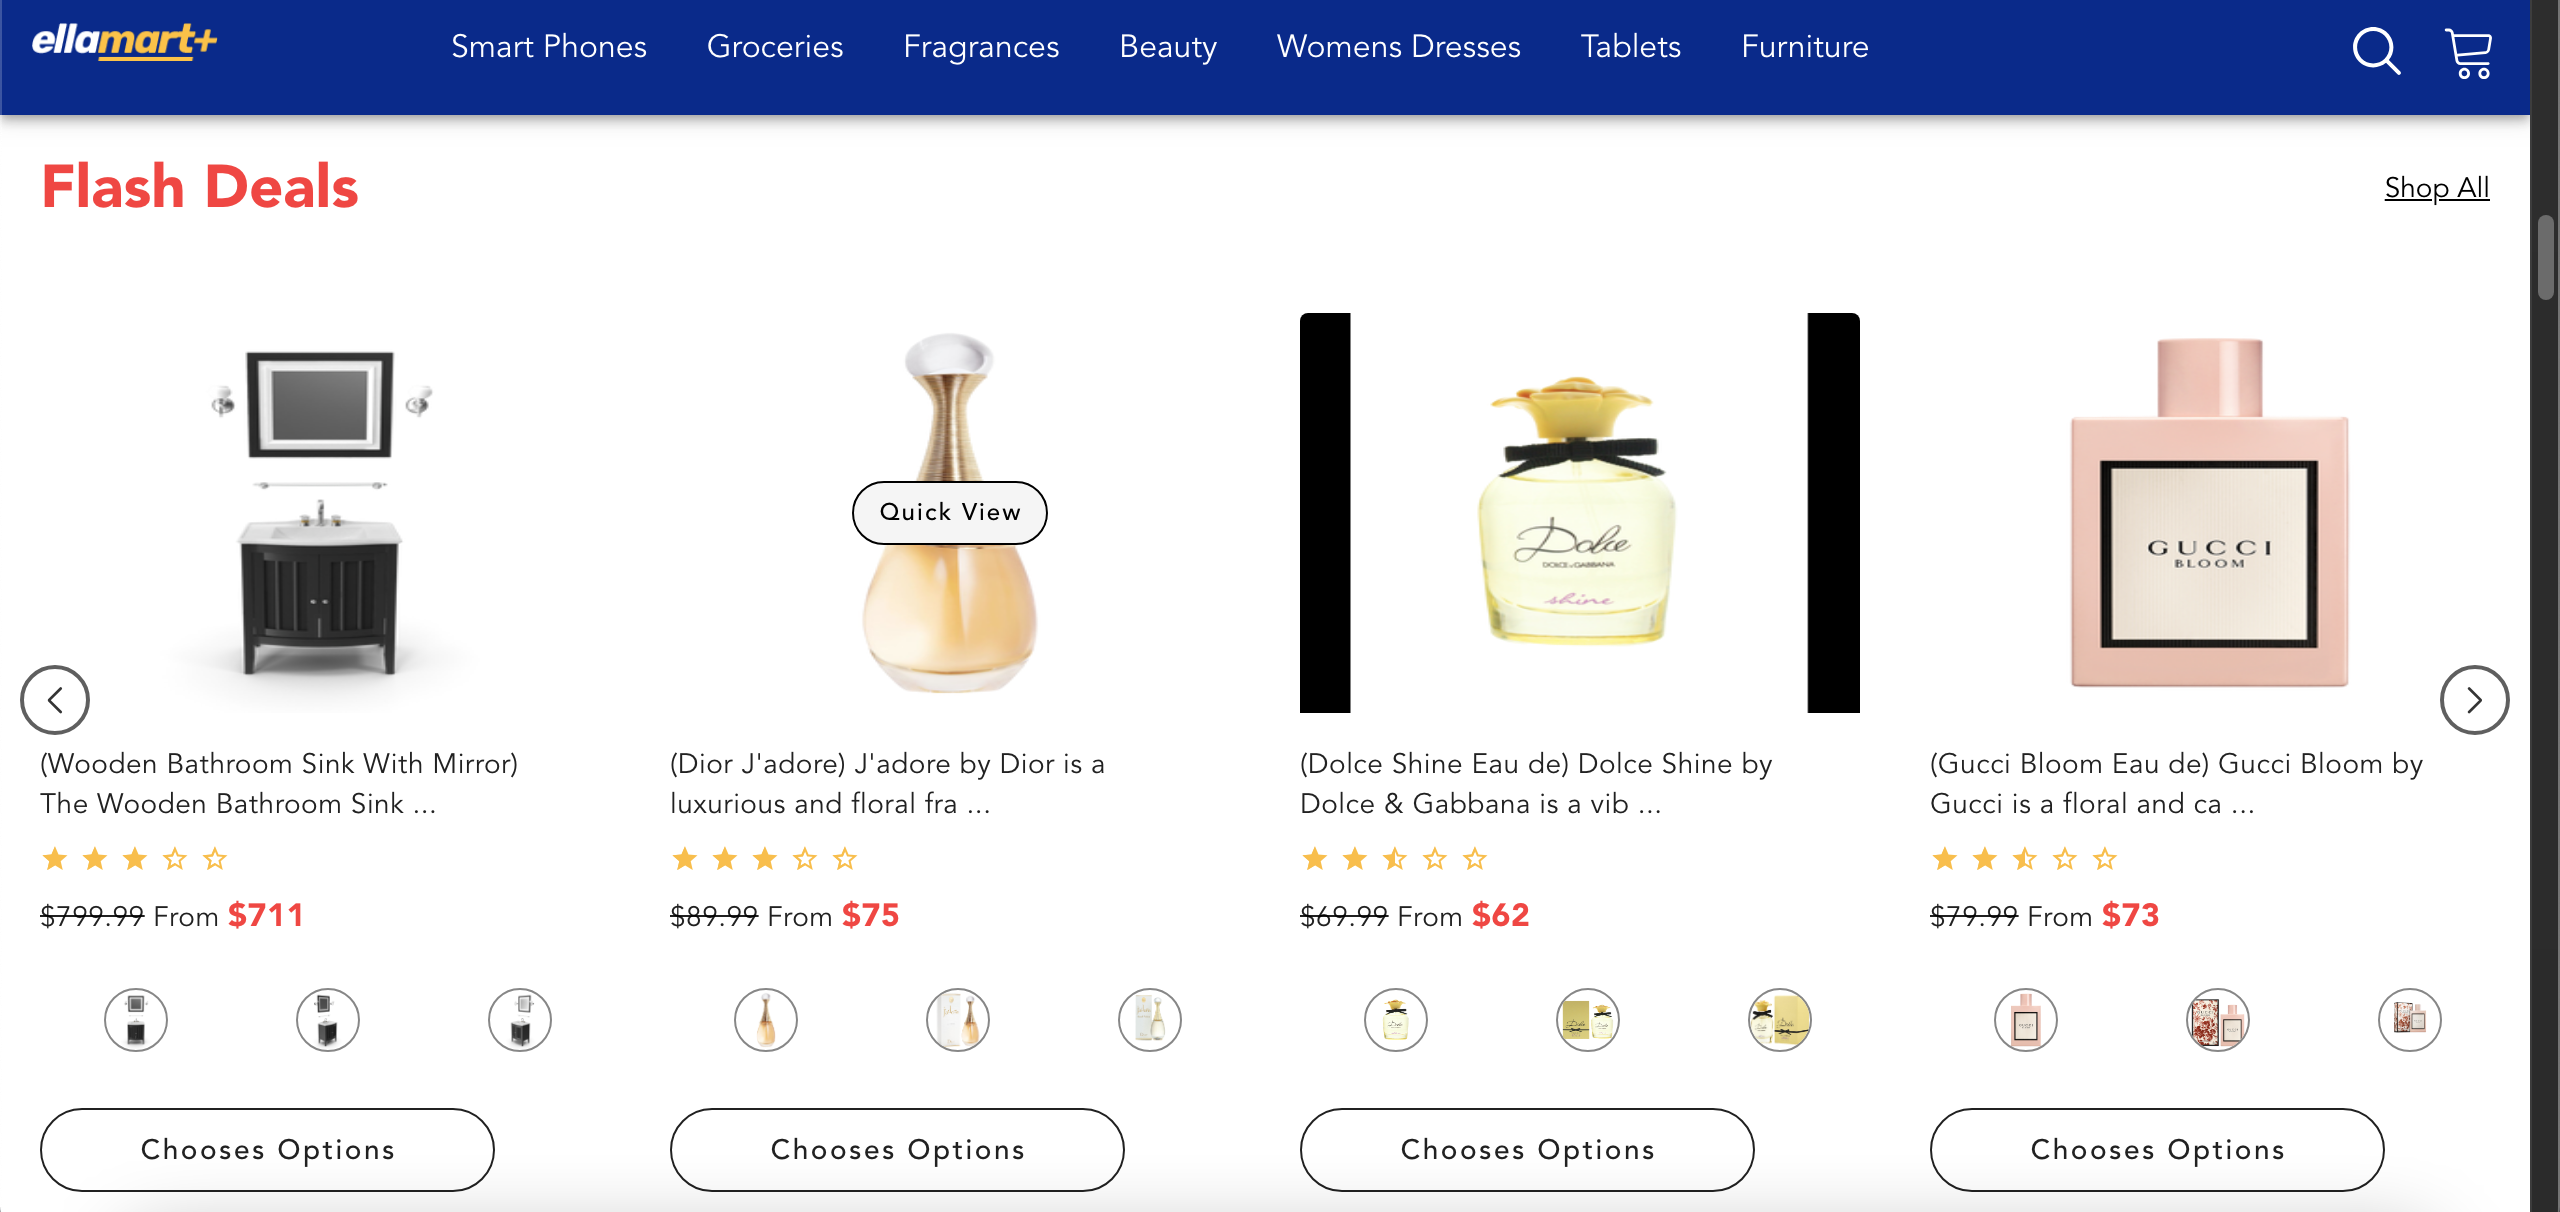 ellamart+
Smart Phones Groceries Fragrances Beauty Womens Dresses Tablets Furniture
Flash Deals
Shop All
Quick View
Dolce
DOLCE & GABBANA
shine
GUCCI
BLOOM
(Wooden Bathroom Sink With Mirror)
The Wooden Bathroom Sink ...
$799.99 From $711
Chooses Options
(Dior J'adore) J'adore by Dior is a
luxurious and floral fra ...
$89.99 From $75
Chooses Options
(Dolce Shine Eau de) Dolce Shine by
Dolce & Gabbana is a vib ...
$69.99 From $62
Chooses Options
(Gucci Bloom Eau de) Gucci Bloom by
Gucci is a floral and ca ...
$79.99 From $73
Chooses Options